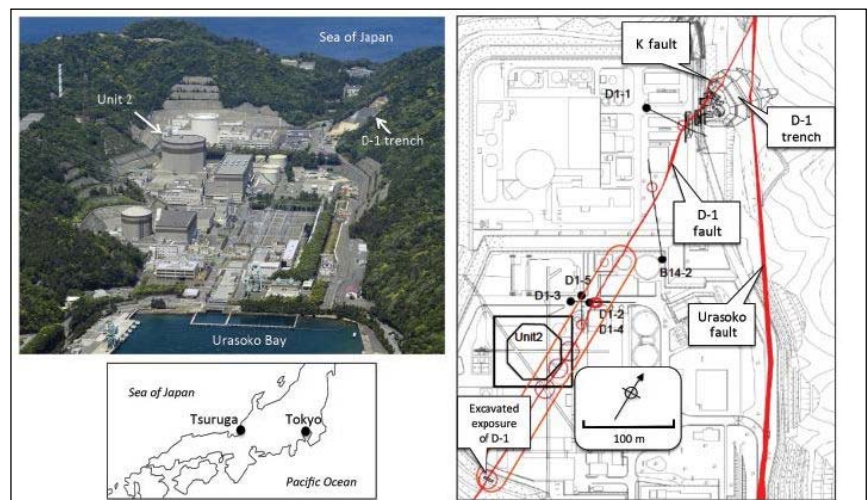 Sea of Japan
Unit 2
D-1 trench
Urasoko Bay
Sea of Japan
Tsuruga
Tokyo
Pacific Ocean
K fault
D1-1
D-1
trench
D-1
fault
B14-2
D1-5
D1-3
D1-2
D1-4
Urasoko
fault
Unit2
Excavated
exposure
of D-1
100 m